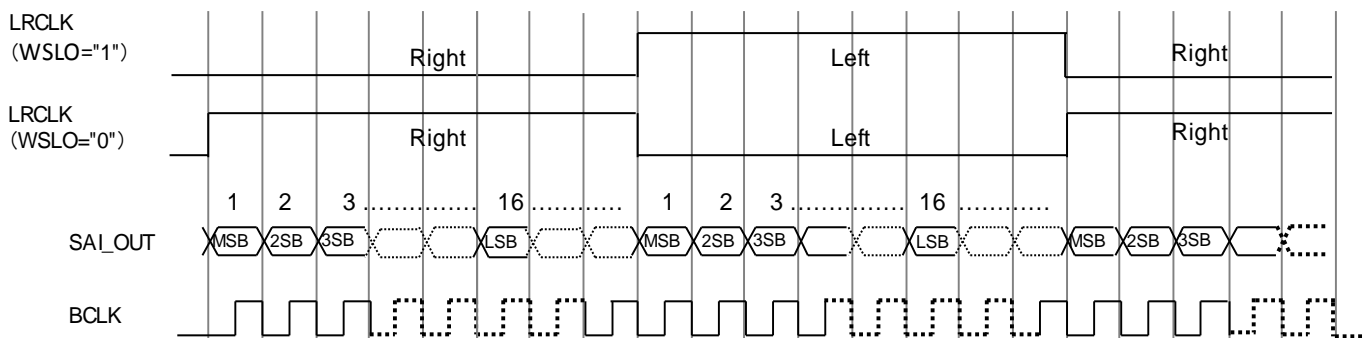 LRCLK
(WSLO="1")
Right
Left
Right
LRCLK
(WSLO="0")
Right
Left
Right
1 2 3 .............. 16 ............ 1 2 3 .............. 16 ............
SAI_OUT MSB 2SB 3SB LSB MSB 2SB 3SB LSB MSB 2SB 3SB
BCLK